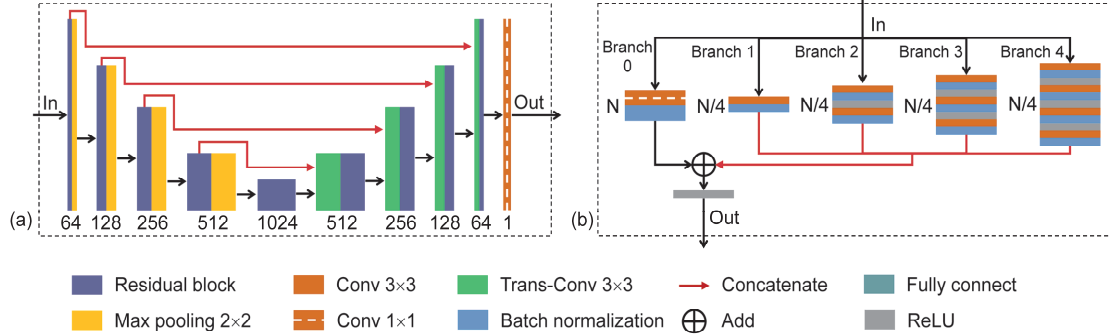 In
Out
(a)
64 128 256 512 1024 512 256 128 64 1
In
Branch 0
Branch 1
Branch 2
Branch 3
Branch 4
N
N/4
N/4
N/4
N/4
(b)
Out
Residual block
Conv 3×3
Trans-Conv 3×3
Concatenate
Fully connect
Max pooling 2×2
Conv 1×1
Batch normalization
Add
ReLU